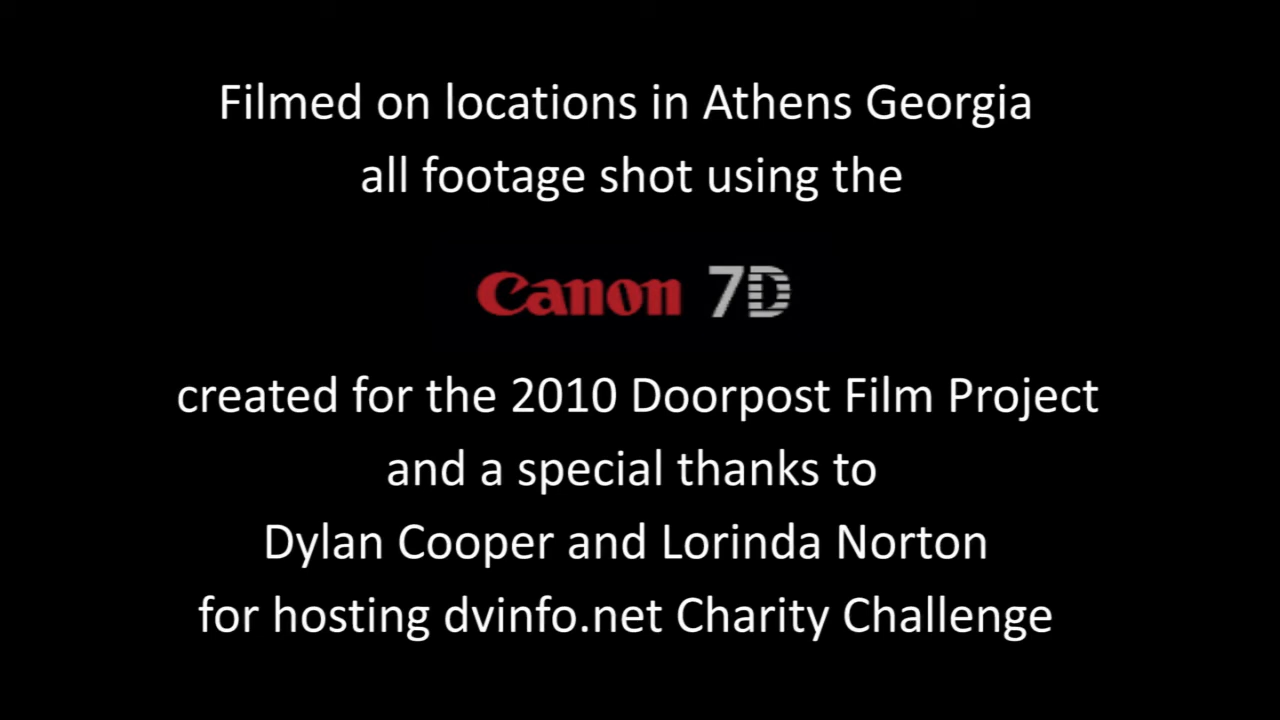 Filmed on locations in Athens Georgia
all footage shot using the
Canon 7D
created for the 2010 Doorpost Film Project
and a special thanks to
Dylan Cooper and Lorinda Norton
for hosting dvinfo.net Charity Challenge